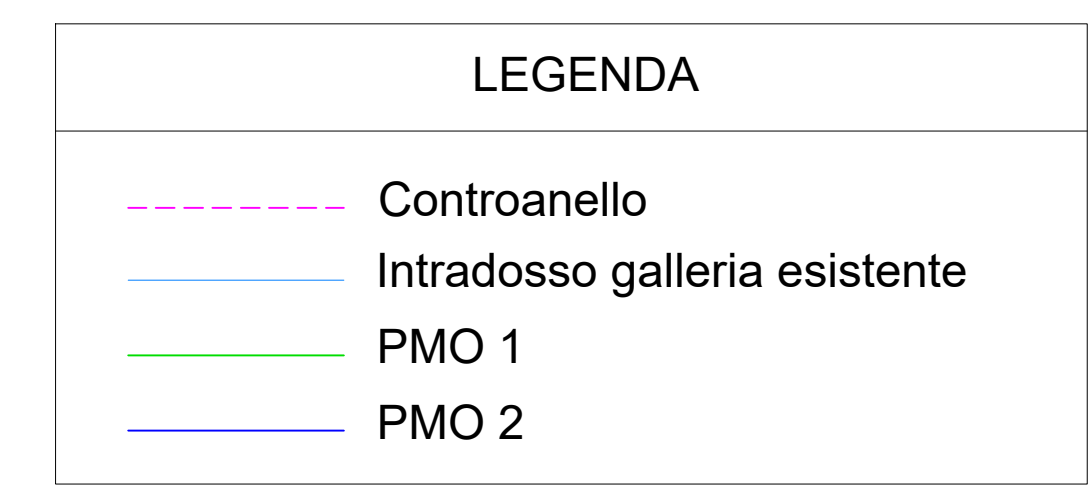 LEGENDA
Controanello
Intradosso galleria esistente
PMO 1
PMO 2